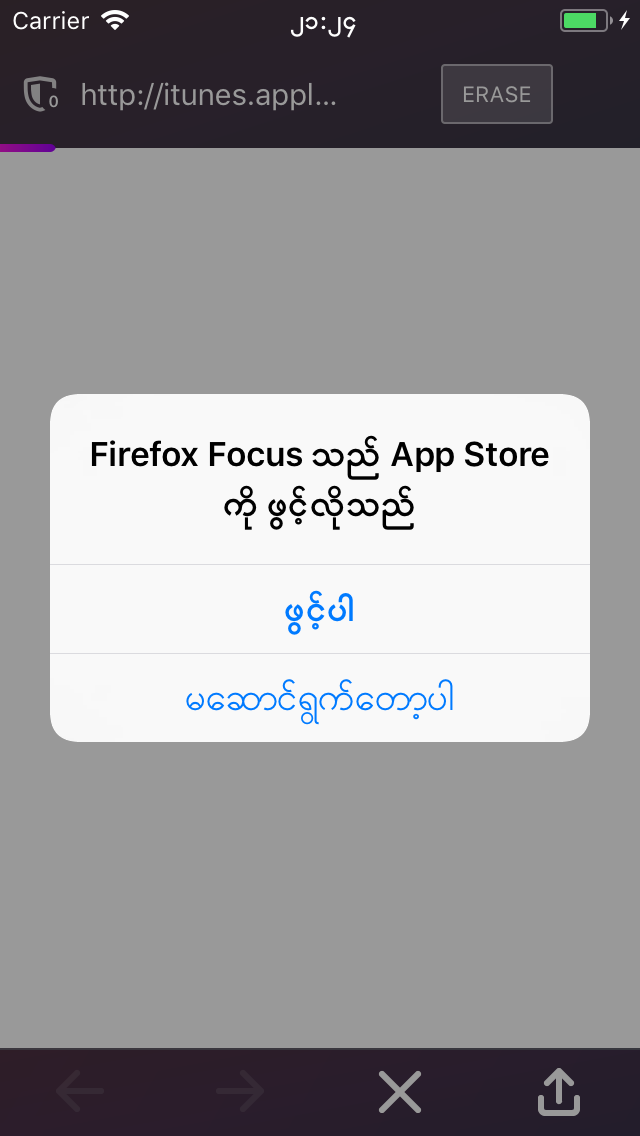 Carrier ၂၁:၂၄
0 http://itunes.appl... ERASE
Firefox Focus သည် App Store
ကို ဖွင့်လိုသည်
ဖွင့်ပါ
မဆောင်ရွက်တော့ပါ